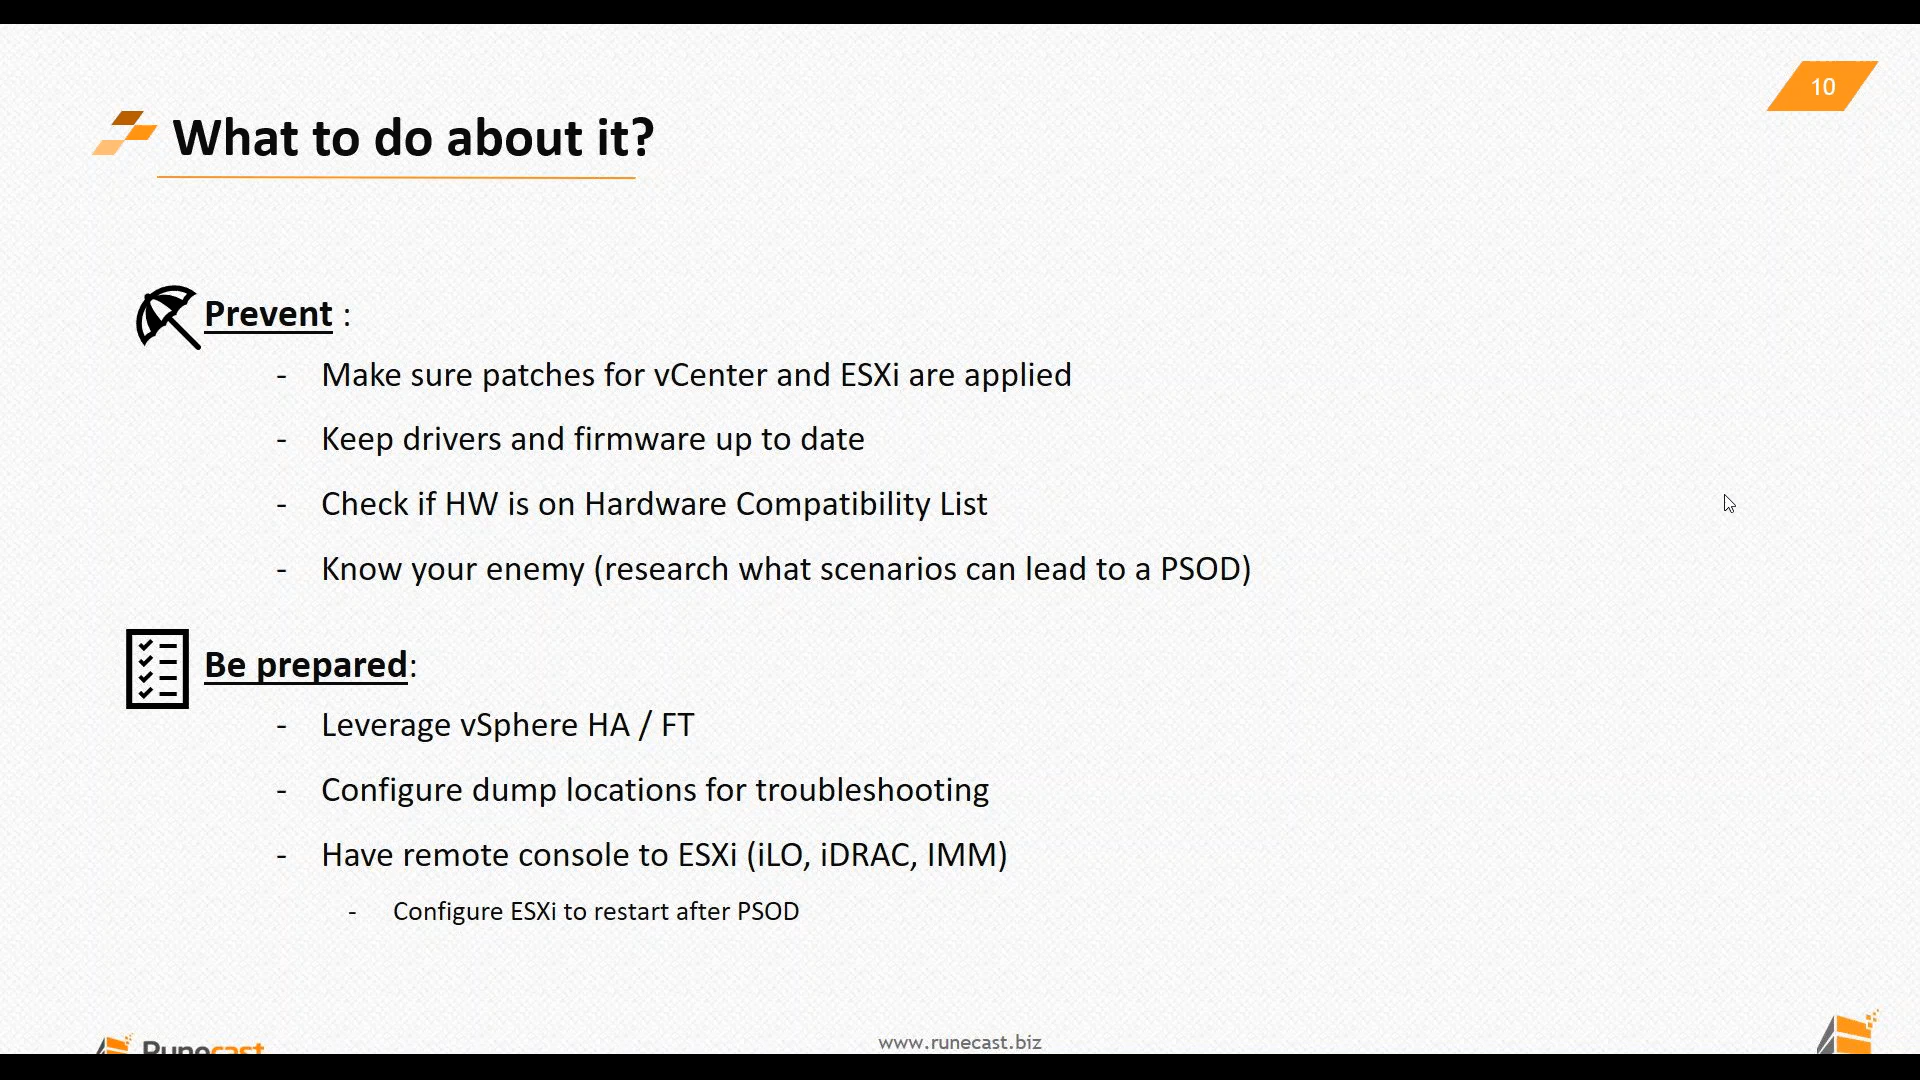 10
What to do about it?
Prevent :
- Make sure patches for vCenter and ESXi are applied
- Keep drivers and firmware up to date
- Check if HW is on Hardware Compatibility List
- Know your enemy (research what scenarios can lead to a PSOD)
Be prepared:
- Leverage vSphere HA / FT
- Configure dump locations for troubleshooting
- Have remote console to ESXi (iLO, iDRAC, IMM)
- Configure ESXi to restart after PSOD
Runecast
www.runecast.biz